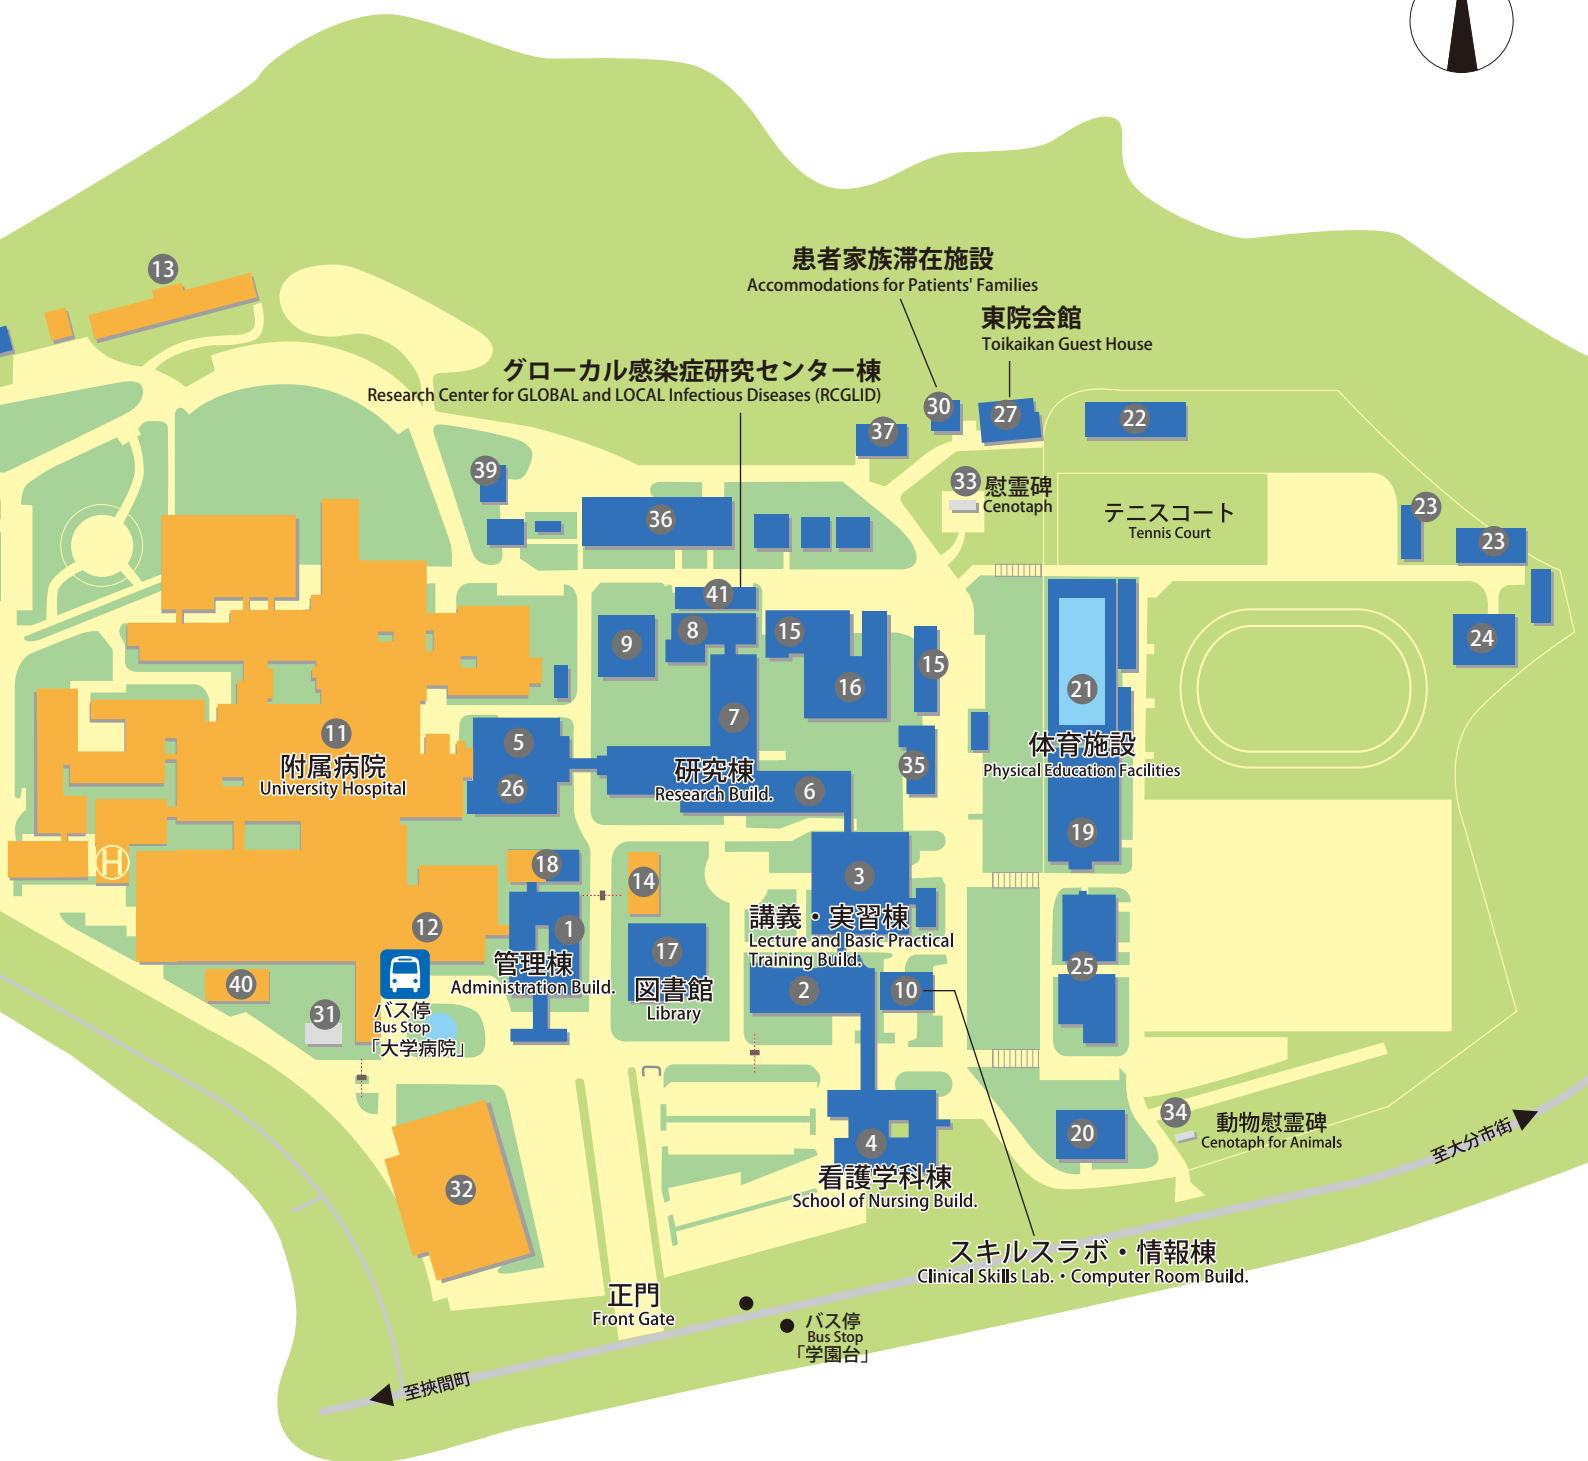 13
患者家族滞在施設
Accommodations for Patients' Families
東院会館
Toikaikan Guest House
グローカル感染症研究センター棟
Research Center for GLOBAL and LOCAL Infectious Diseases (RCGLID)
30
27
22
37
39
33
慰霊碑
Cenotaph
36
テニスコート
Tennis Court
23
23
41
9
8
15
15
24
16
21
7
11
附属病院
University Hospital
5
26
研究棟
Research Build.
6
35
体育施設
Physical Education Facilities
19
H
18
14
3
12
1
管理棟
Administration Build.
17
図書館
Library
講義・実習棟
Lecture and Basic Practical
Training Build.
2
10
25
40
31
バス停
Bus Stop
「大学病院」
32
4
看護学科棟
School of Nursing Build.
20
34
動物慰霊碑
Cenotaph for Animals
至大分市街
スキルスラボ・情報棟
Clinical Skills Lab.・Computer Room Build.
正門
Front Gate
バス停
Bus Stop
「学園台」
至挾間町